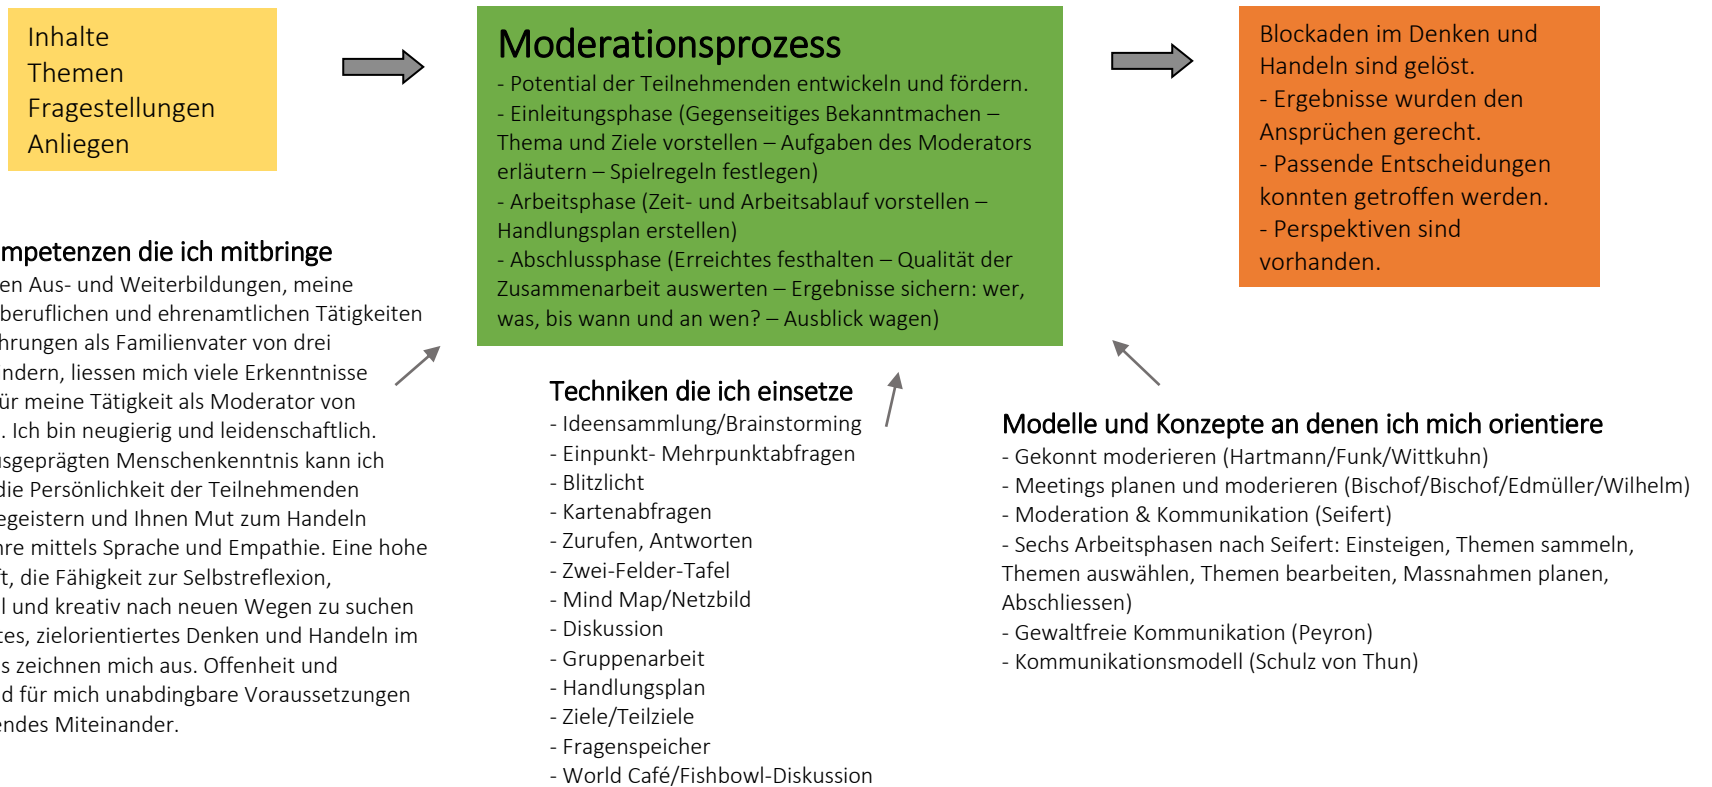 Inhalte
Themen
Fragestellungen
Anliegen
Moderationsprozess
- Potential der Teilnehmenden entwickeln und fördern.
- Einleitungsphase (Gegenseitiges Bekanntmachen –
Thema und Ziele vorstellen – Aufgaben des Moderators
erläutern – Spielregeln festlegen)
- Arbeitsphase (Zeit- und Arbeitsablauf vorstellen –
Handlungsplan erstellen)
- Abschlussphase (Erreichtes festhalten – Qualität der
Zusammenarbeit auswerten – Ergebnisse sichern: wer,
was, bis wann und an wen? – Ausblick wagen)
Blockaden im Denken und
Handeln sind gelöst.
- Ergebnisse wurden den
Ansprüchen gerecht.
- Passende Entscheidungen
konnten getroffen werden.
- Perspektiven sind
vorhanden.
mpetenzen die ich mitbringe
en Aus- und Weiterbildungen, meine
beruflichen und ehrenamtlichen Tätigkeiten
hrungen als Familienvater von drei
indern, liessen mich viele Erkenntnisse
ür meine Tätigkeit als Moderator von
. Ich bin neugierig und leidenschaftlich.
usgeprägten Menschenkenntnis kann ich
die Persönlichkeit der Teilnehmenden
egeistern und Ihnen Mut zum Handeln
hre mittels Sprache und Empathie. Eine hohe
ft, die Fähigkeit zur Selbstreflexion,
l und kreativ nach neuen Wegen zu suchen
tes, zielorientiertes Denken und Handeln im
s zeichnen mich aus. Offenheit und
d für mich unabdingbare Voraussetzungen
endes Miteinander.
Techniken die ich einsetze
- Ideensammlung/Brainstorming
- Einpunkt- Mehrpunktabfragen
- Blitzlicht
- Kartenabfragen
- Zurufen, Antworten
- Zwei-Felder-Tafel
- Mind Map/Netzbild
- Diskussion
- Gruppenarbeit
- Handlungsplan
- Ziele/Teilziele
- Fragenspeicher
- World Café/Fishbowl-Diskussion
Modelle und Konzepte an denen ich mich orientiere
- Gekonnt moderieren (Hartmann/Funk/Wittkuhn)
- Meetings planen und moderieren (Bischof/Bischof/Edmüller/Wilhelm)
- Moderation & Kommunikation (Seifert)
- Sechs Arbeitsphasen nach Seifert: Einsteigen, Themen sammeln,
Themen auswählen, Themen bearbeiten, Massnahmen planen,
Abschliessen)
- Gewaltfreie Kommunikation (Peyron)
- Kommunikationsmodell (Schulz von Thun)